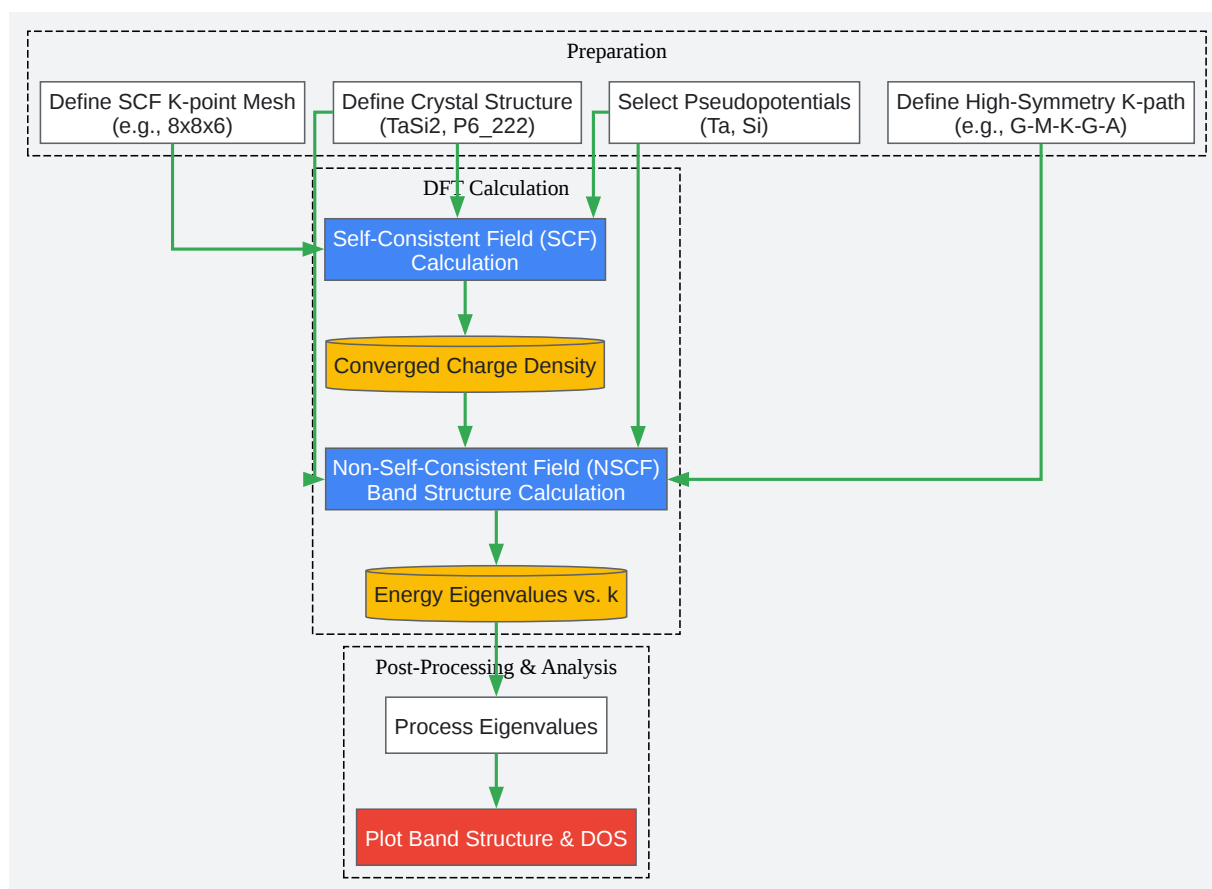 Preparation
Define SCF K-point Mesh
(e.g., 8x8x6)
Define Crystal Structure
(TaSi2, P6_222)
Select Pseudopotentials
(Ta, Si)
Define High-Symmetry K-path
(e.g., G-M-K-G-A)
DFT Calculation
Self-Consistent Field (SCF)
Calculation
Converged Charge Density
Non-Self-Consistent Field (NSCF)
Band Structure Calculation
Energy Eigenvalues vs. k
Post-Processing & Analysis
Process Eigenvalues
Plot Band Structure & DOS